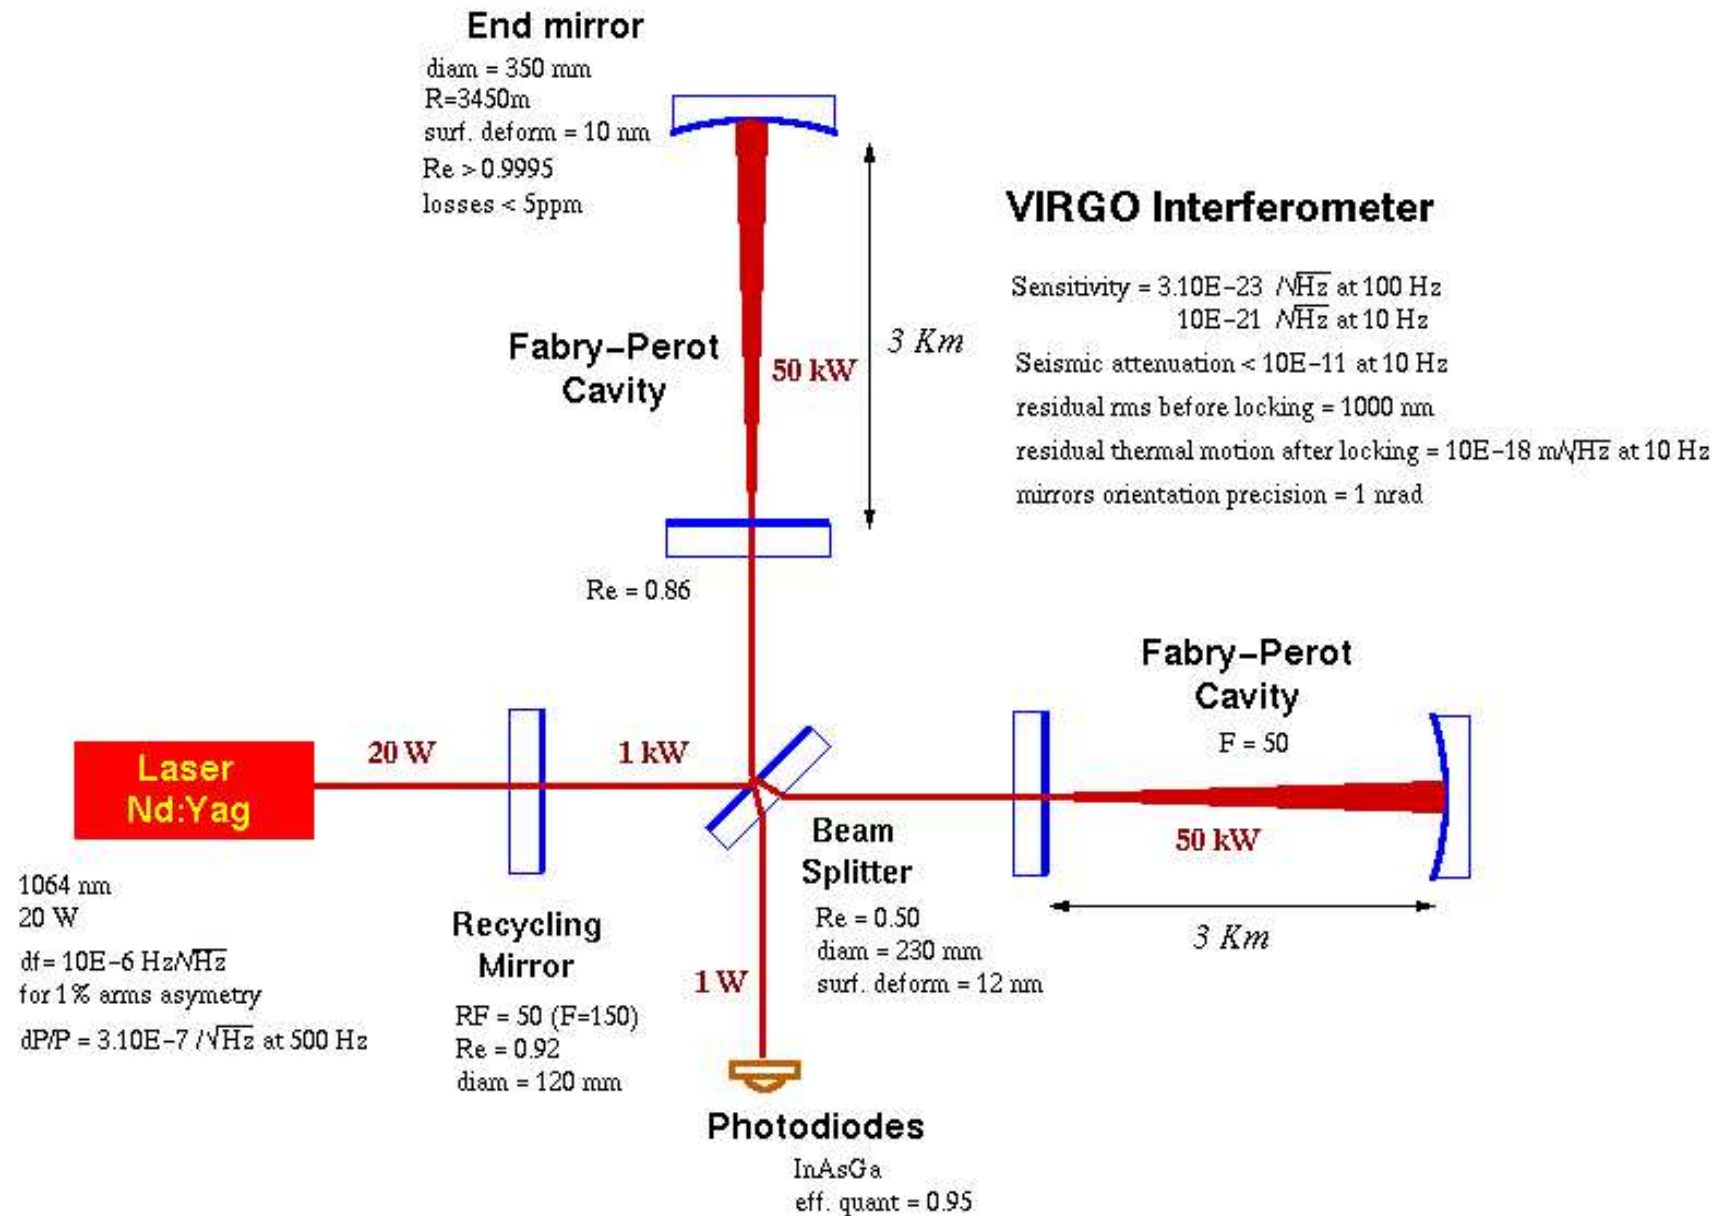 End mirror
diam = 350 mm
R=3450m
surf. deform = 10 nm
Re > 0.9995
losses < 5ppm
VIRGO Interferometer
Sensitivity = 3.10E−23 /√Hz at 100 Hz
10E−21 /√Hz at 10 Hz
Seismic attenuation < 10E−11 at 10 Hz
residual rms before locking = 1000 nm
residual thermal motion after locking = 10E−18 m/√Hz at 10 Hz
mirrors orientation precision = 1 nrad
Fabry−Perot
Cavity
50 kW
3 Km
Re = 0.86
Fabry−Perot
Cavity
F = 50
50 kW
3 Km
Laser
Nd:Yag
20 W
1 kW
1064 nm
20 W
df= 10E−6 Hz/√Hz
for 1% arms asymetry
dP/P = 3.10E−7 /√Hz at 500 Hz
Recycling
Mirror
RF = 50 (F=150)
Re = 0.92
diam = 120 mm
Beam
Splitter
Re = 0.50
diam = 230 mm
surf. deform = 12 nm
1 W
Photodiodes
InAsGa
eff. quant = 0.95